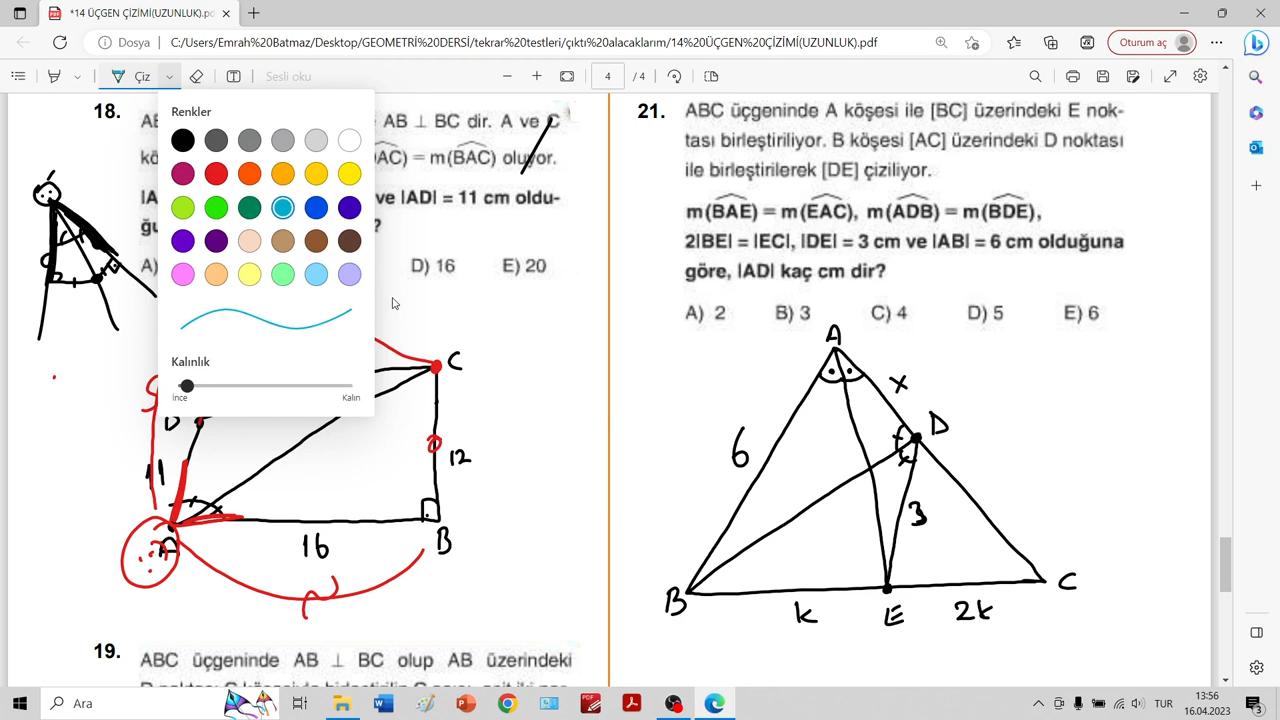 *14 ÜÇGEN ÇİZİMİ(UZUNLUK).pd
Dosya
C:/Users/Emrah%20Batmaz/Desktop/GEOMETRİ%20DERSİ/tekrar%20testleri/çıktı%20alacaklarım/14%20ÜÇGEN%20ÇİZİMİ(UZUNLUK).pdf
Oturum aç
Çiz
Sesli oku
4
/ 4
Renkler
Kalınlık
İnce
Kalın
18.
AB ⊥ BC dir. A ve C
AC) = m(BAC) oluyor.
ve |AD| = 11 cm oldu-
?
A)
D) 16
E) 20
C
D
11
12
A
16
B
19.
ABC üçgeninde AB ⊥ BC olup AB üzerindeki
21.
ABC üçgeninde A köşesi ile [BC] üzerindeki E nok-
tası birleştiriliyor. B köşesi [AC] üzerindeki D noktası
ile birleştirilerek [DE] çiziliyor.
m(BAE) = m(EAC), m(ADB) = m(BDE),
2|BE| = |EC|, |DE| = 3 cm ve |AB| = 6 cm olduğuna
göre, |AD| kaç cm dir?
A) 2
B) 3
C) 4
D) 5
E) 6
A
x
D
6
3
B
k
E
2k
C
Ara
TUR
13:56
16.04.2023
3